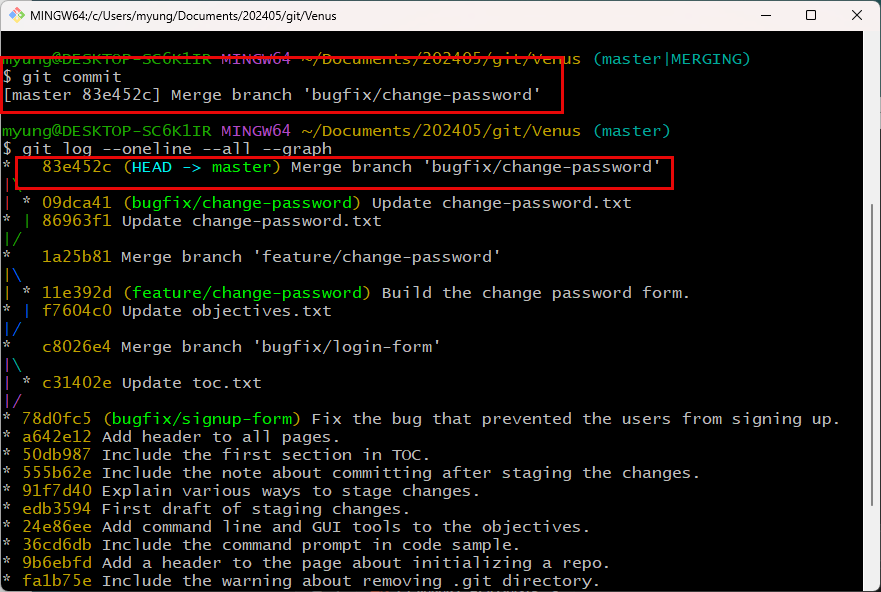 MINGW64:/c/Users/myung/Documents/202405/git/Venus
myung@DESKTOP-SC6K1IR MINGW64 ~/Documents/202405/git/Venus (master|MERGING)
$ git commit
[master 83e452c] Merge branch 'bugfix/change-password'
myung@DESKTOP-SC6K1IR MINGW64 ~/Documents/202405/git/Venus (master)
$ git log --oneline --all --graph
*   83e452c (HEAD -> master) Merge branch 'bugfix/change-password'
|\
| * 09dca41 (bugfix/change-password) Update change-password.txt
* | 86963f1 Update change-password.txt
|/
*   1a25b81 Merge branch 'feature/change-password'
|\
| * 11e392d (feature/change-password) Build the change password form.
* | f7604c0 Update objectives.txt
|/
*   c8026e4 Merge branch 'bugfix/login-form'
|\
| * c31402e Update toc.txt
|/
* 78d0fc5 (bugfix/signup-form) Fix the bug that prevented the users from signing up.
* a642e12 Add header to all pages.
* 50db987 Include the first section in TOC.
* 555b62e Include the note about committing after staging the changes.
* 91f7d40 Explain various ways to stage changes.
* edb3594 First draft of staging changes.
* 24e86ee Add command line and GUI tools to the objectives.
* 36cd6db Include the command prompt in code sample.
* 9b6ebfd Add a header to the page about initializing a repo.
* fa1b75e Include the warning about removing .git directory.